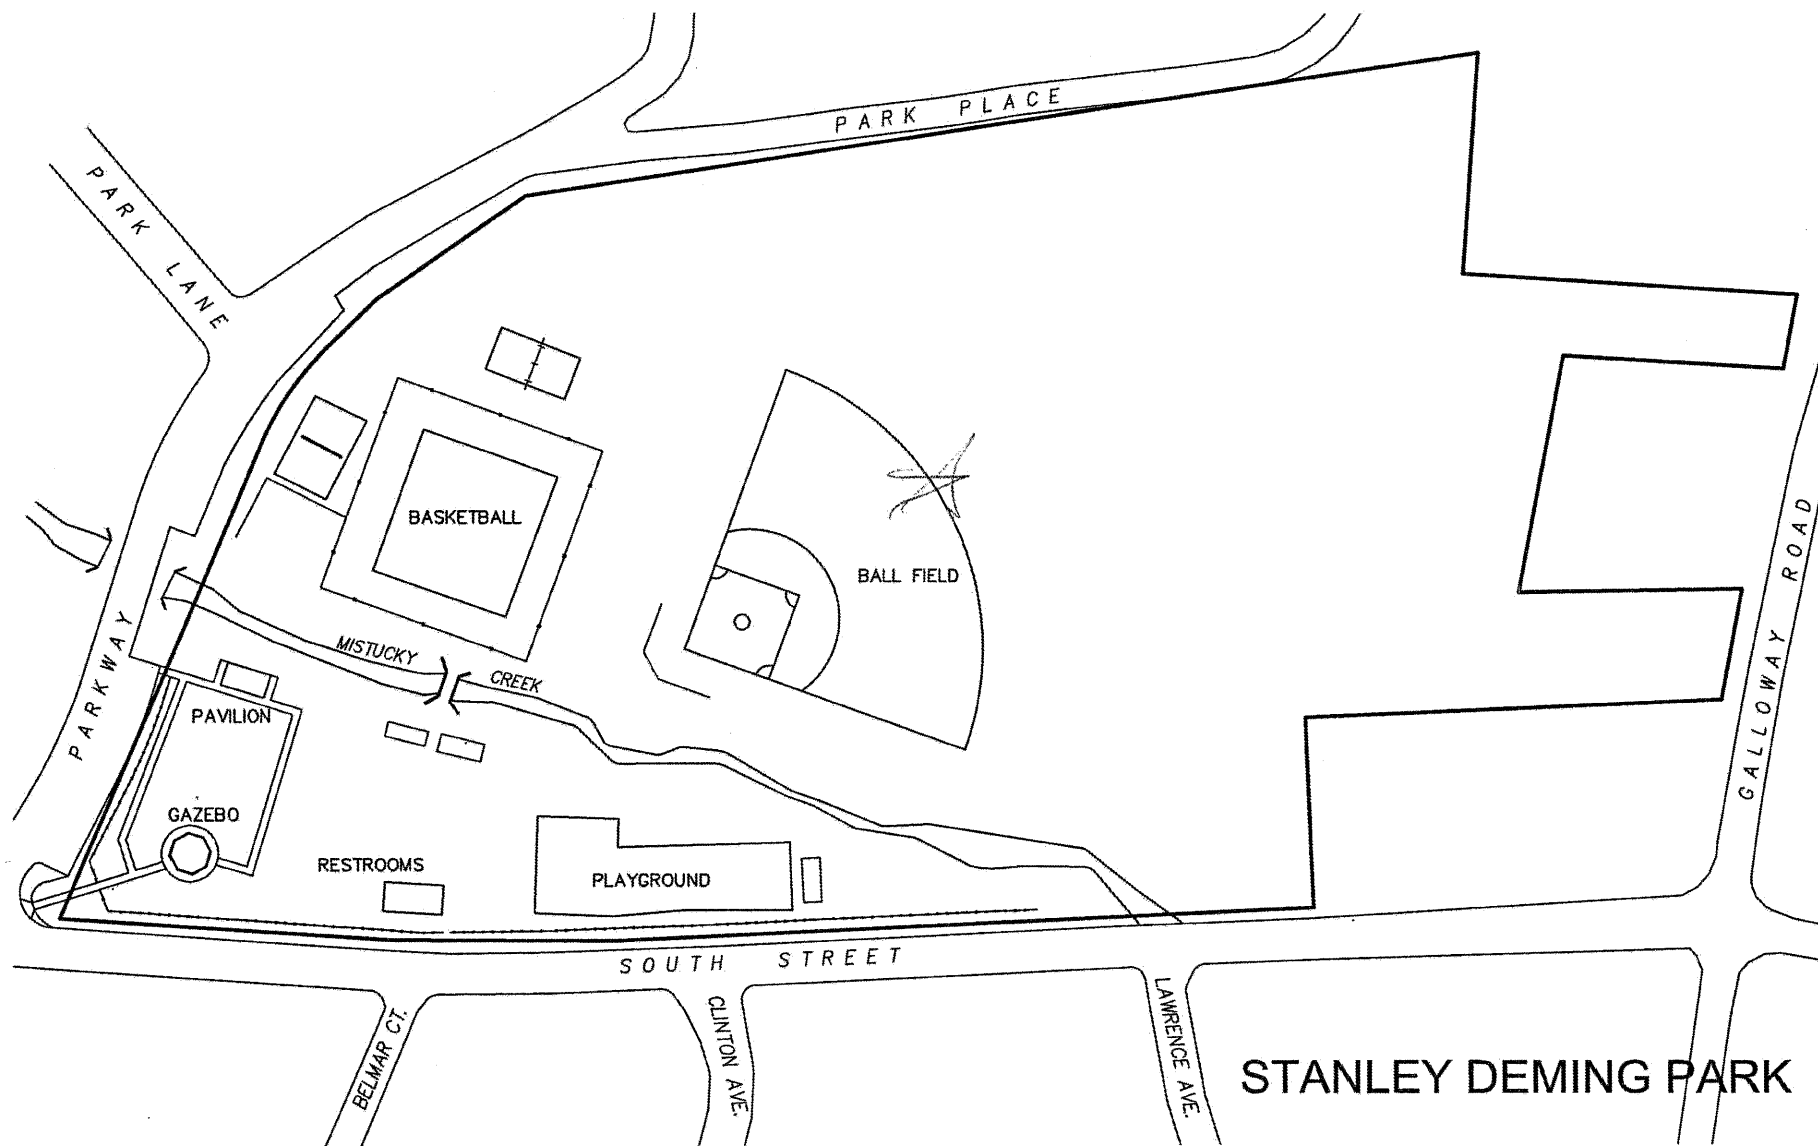 PARK PLACE
PARK LANE
BASKETBALL
BALL FIELD
GALLOWAY ROAD
PARKWAY
MISTUCKY
CREEK
PAVILION
GAZEBO
RESTROOMS
PLAYGROUND
SOUTH STREET
BELMAR CT.
CLINTON AVE.
LAWRENCE AVE.
STANLEY DEMING PARK